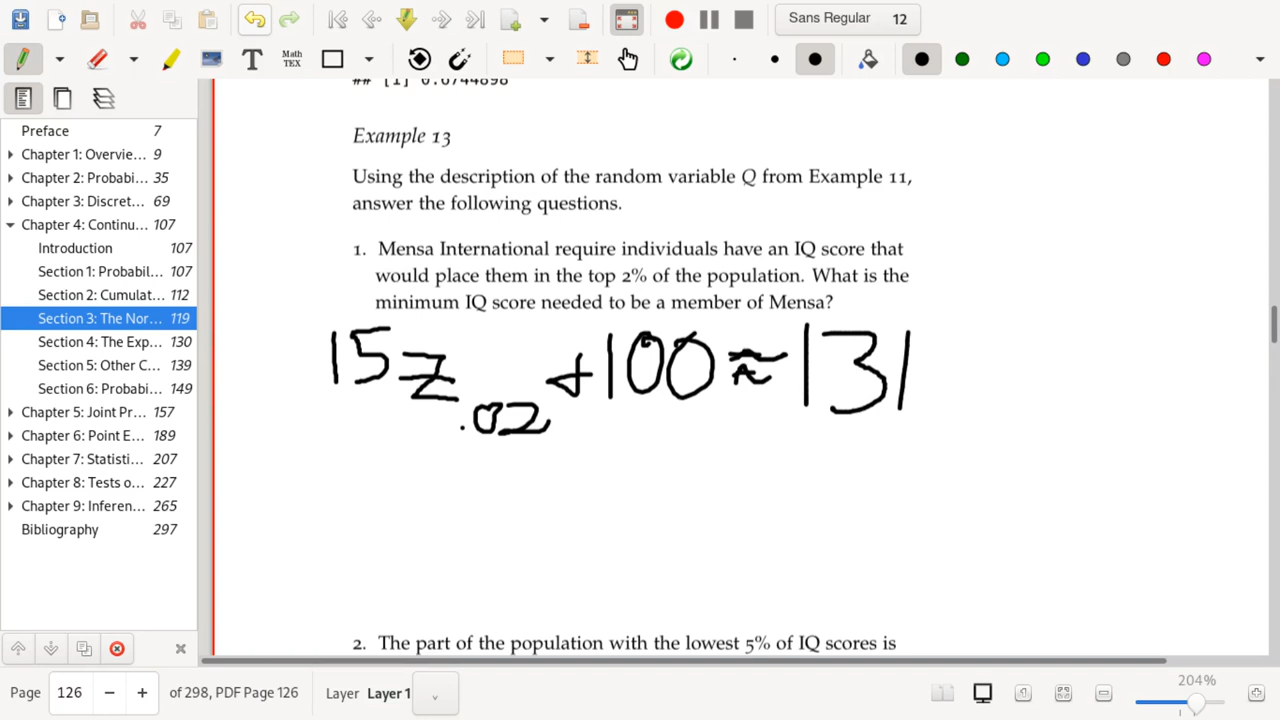 Sans Regular 12
T Math TEX
## [1] 0.6744898
Preface 7
Chapter 1: Overvie... 9
Chapter 2: Probabi... 35
Chapter 3: Discret... 69
Chapter 4: Continu... 107
Introduction 107
Section 1: Probabil... 107
Section 2: Cumulat... 112
Section 3: The Nor... 119
Section 4: The Exp... 130
Section 5: Other C... 139
Section 6: Probabi... 149
Chapter 5: Joint Pr... 157
Chapter 6: Point E... 189
Chapter 7: Statisti... 207
Chapter 8: Tests o... 227
Chapter 9: Inferen... 265
Bibliography 297
Example 13
Using the description of the random variable Q from Example 11,
answer the following questions.
1. Mensa International require individuals have an IQ score that
would place them in the top 2% of the population. What is the
minimum IQ score needed to be a member of Mensa?
15z.02 +100≈131
2. The part of the population with the lowest 5% of IQ scores is
Page 126 of 298, PDF Page 126 Layer Layer 1 204%